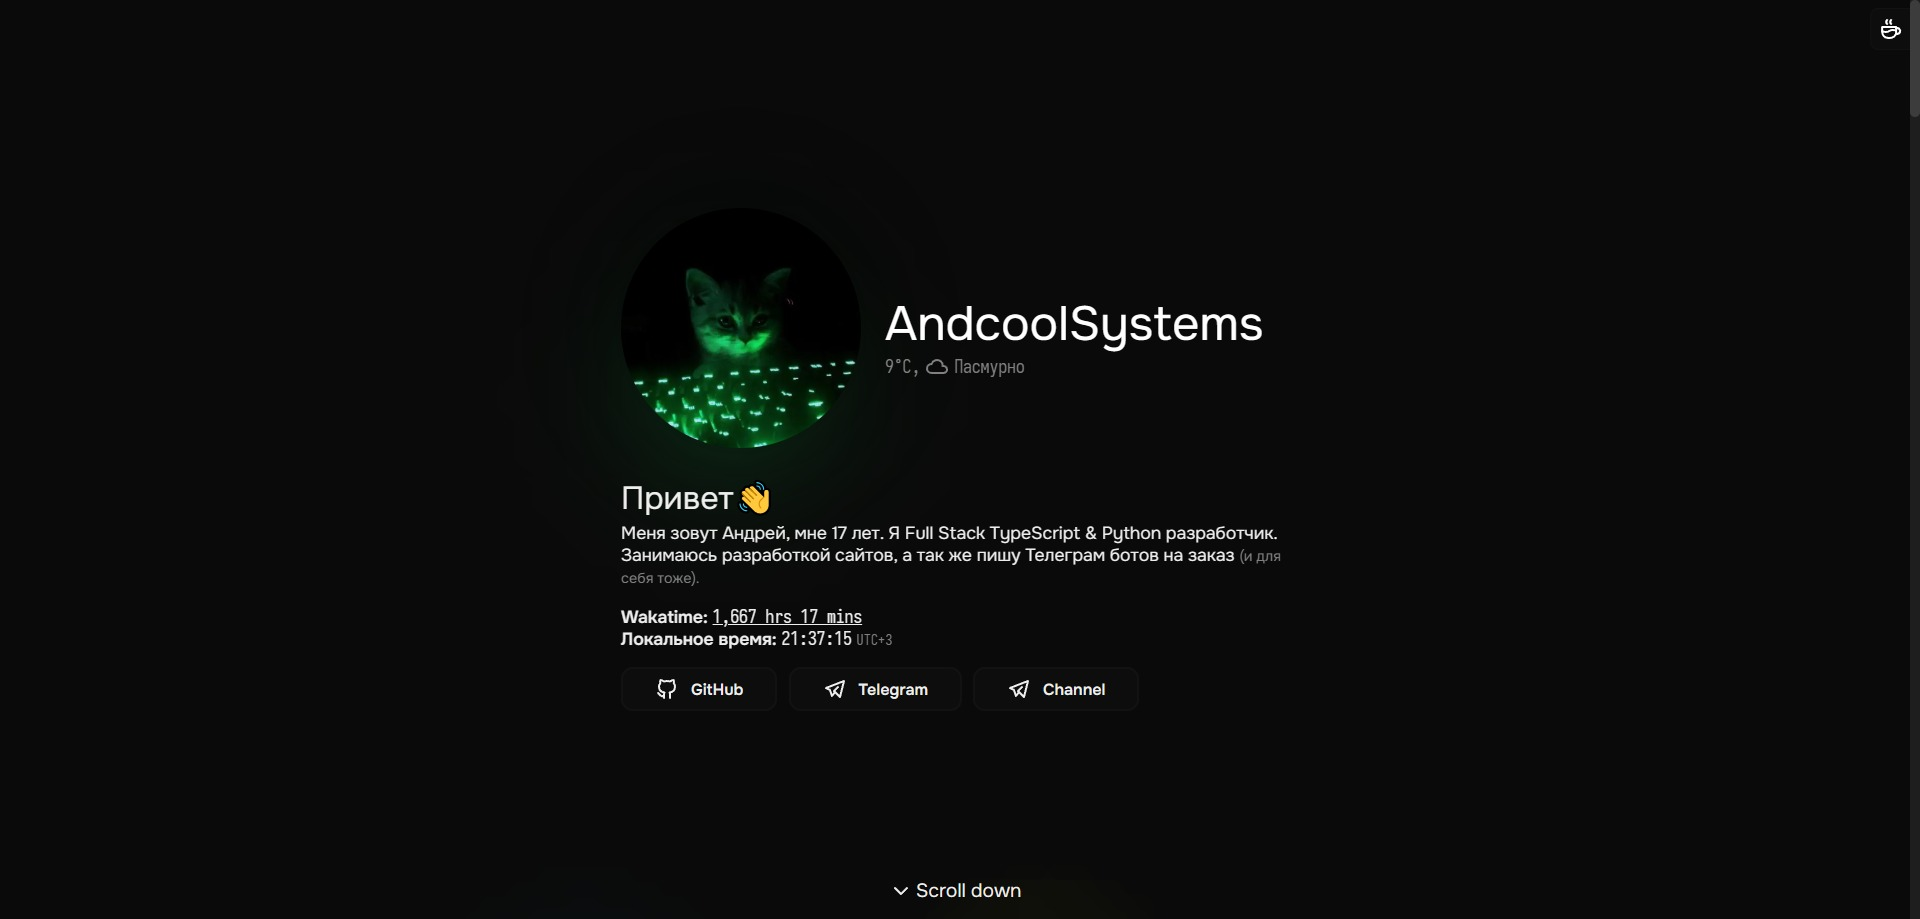 AndcoolSystems
9°C, Пасмурно
Привет 👋
Меня зовут Андрей, мне 17 лет. Я Full Stack TypeScript & Python разработчик.
Занимаюсь разработкой сайтов, а так же пишу Телеграм ботов на заказ (и для
себя тоже).
Wakatime: 1,667 hrs 17 mins
Локальное время: 21:37:15 UTC+3
GitHub
Telegram
Channel
Scroll down